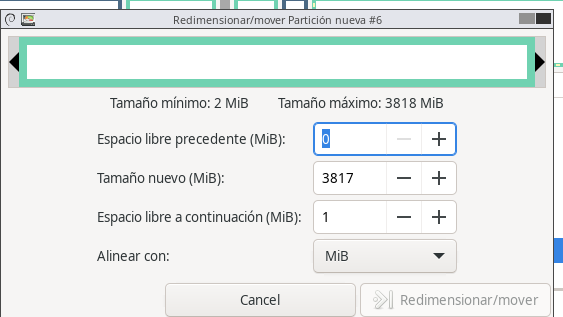 Redimensionar/mover Partición nueva #6
Tamaño mínimo: 2 MiB Tamaño máximo: 3818 MiB
Espacio libre precedente (MiB): 0
Tamaño nuevo (MiB): 3817
Espacio libre a continuación (MiB): 1
Alinear con: MiB
Cancel Redimensionar/mover